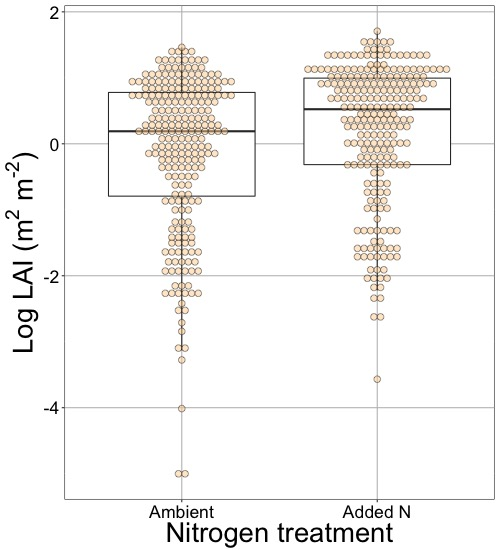 Log LAI (m² m⁻²)
2
0
-2
-4
Ambient Added N
Nitrogen treatment